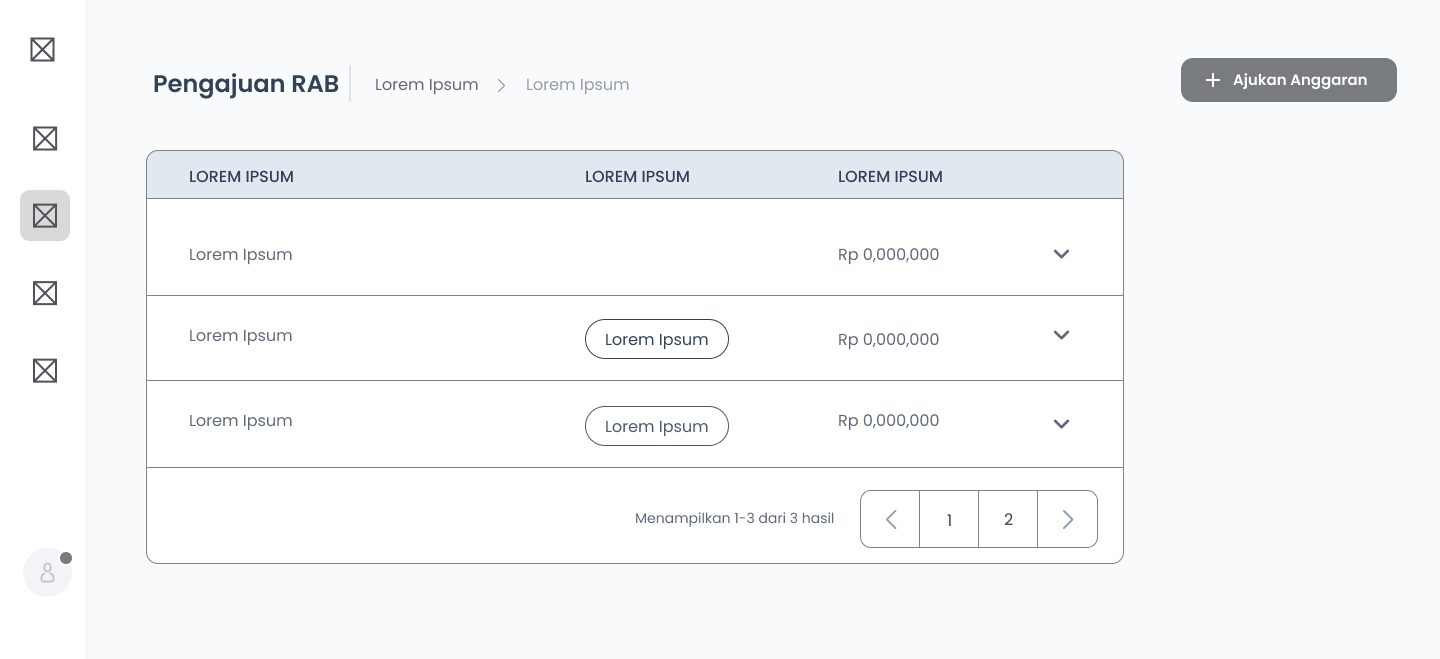 Pengajuan RAB
Lorem Ipsum > Lorem Ipsum
+ Ajukan Anggaran
LOREM IPSUM LOREM IPSUM LOREM IPSUM
Lorem Ipsum Rp 0,000,000
Lorem Ipsum Lorem Ipsum Rp 0,000,000
Lorem Ipsum Lorem Ipsum Rp 0,000,000
Menampilkan 1-3 dari 3 hasil < 1 2 >